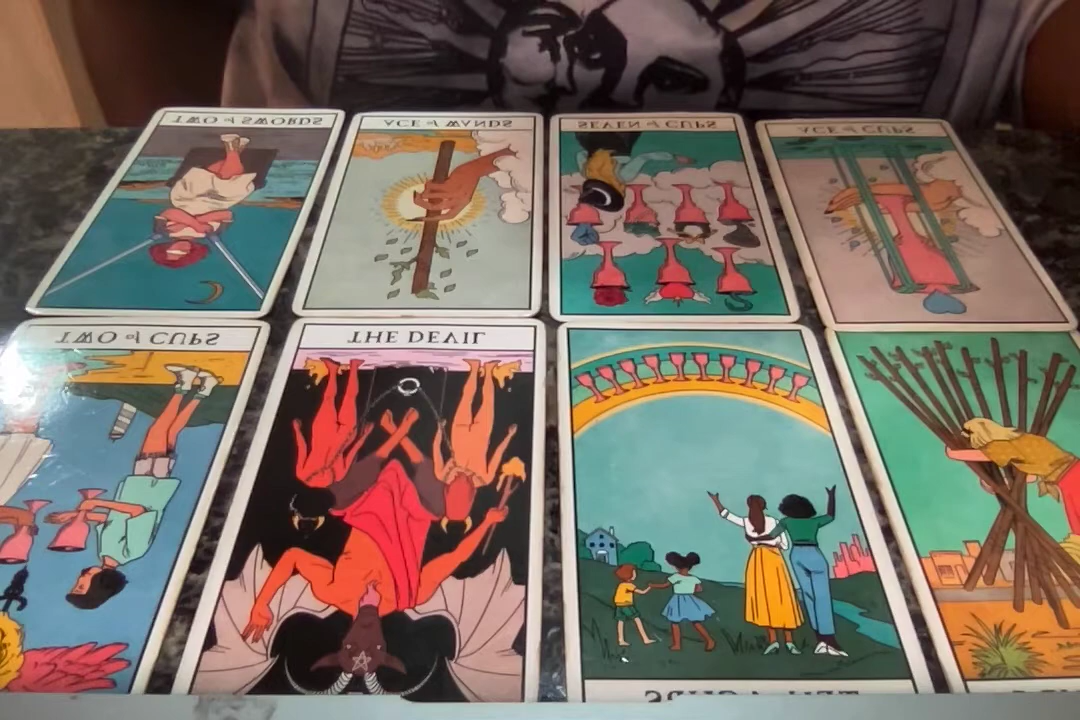 TWO of SWORDS
ACE of WANDS
SEVEN of CUPS
ACE of CUPS
TWO of CUPS
THE DEVIL